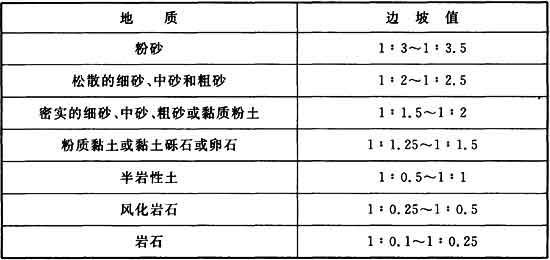 地 质 边 坡 值
粉砂 1∶3～1∶3.5
松散的细砂、中砂和粗砂 1∶2～1∶2.5
密实的细砂、中砂、粗砂或黏质粉土 1∶1.5～1∶2
粉质黏土或黏土砾石或卵石 1∶1.25～1∶1.5
半岩性土 1∶0.5～1∶1
风化岩石 1∶0.25～1∶0.5
岩石 1∶0.1～1∶0.25